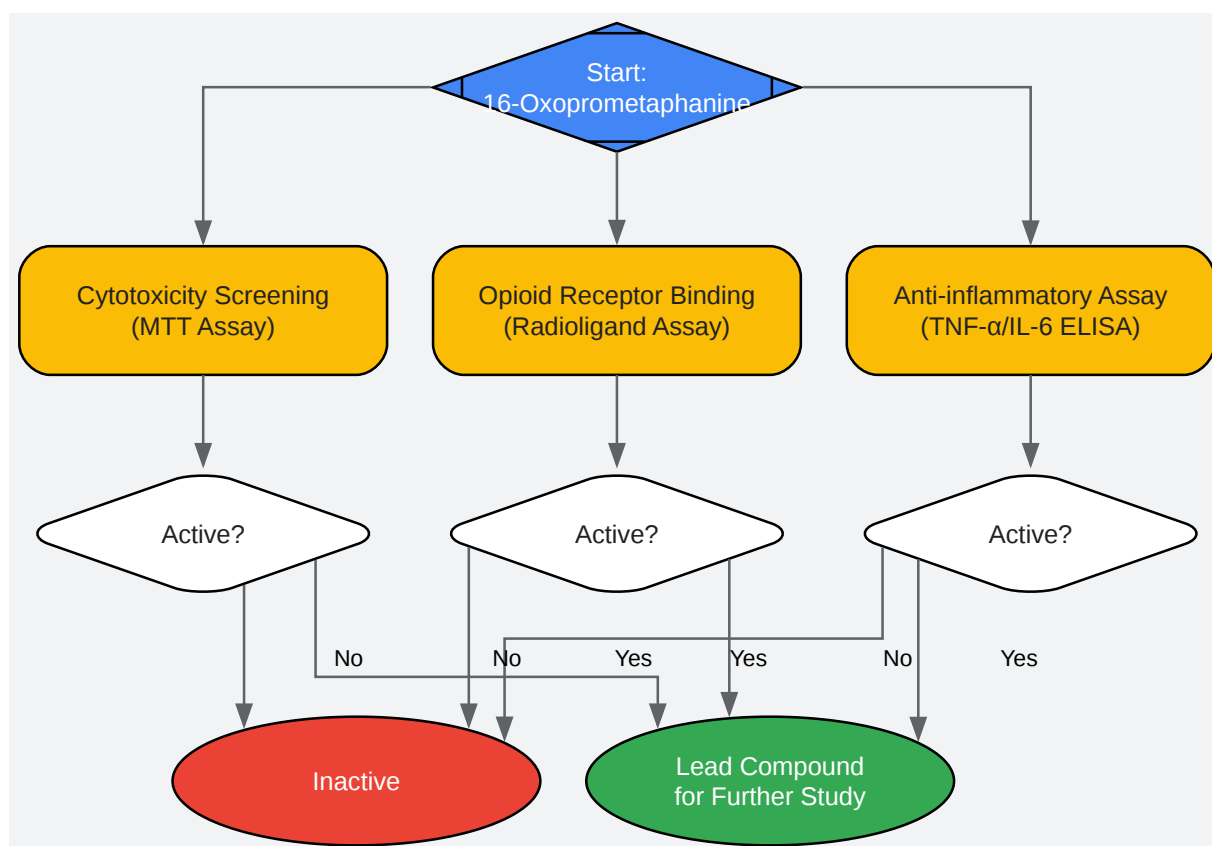 Start:
16-Oxoprometaphanine
Cytotoxicity Screening
(MTT Assay)
Opioid Receptor Binding
(Radioligand Assay)
Anti-inflammatory Assay
(TNF-α/IL-6 ELISA)
Active?
Active?
Active?
No
No
Yes
Yes
No
Yes
Inactive
Lead Compound
for Further Study